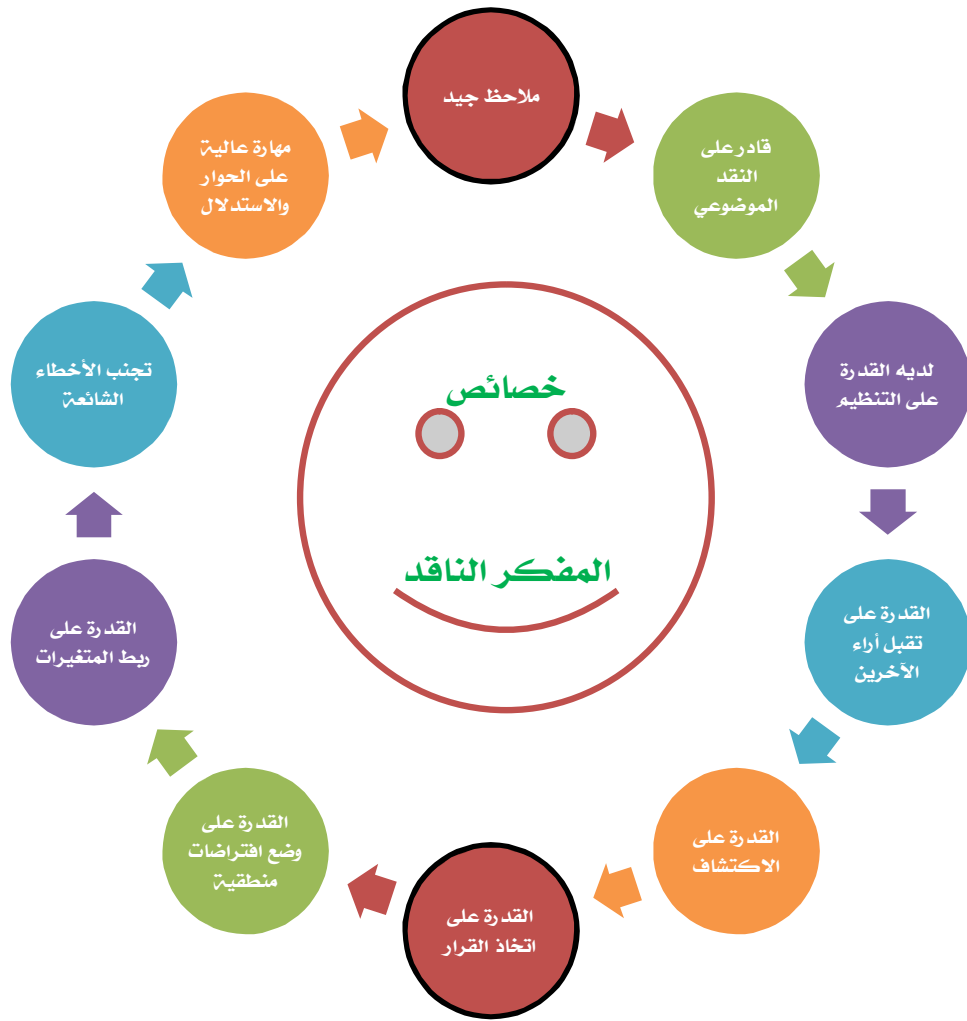 خصائص
المفكر الناقد
ملاحظ جيد
قادر على
النقد
الموضوعي
لديه القدرة
على التنظيم
القدرة على
تقبل أراء
الآخرين
القدرة على
الاكتشاف
القدرة على
اتخاذ القرار
القدرة على
وضع افتراضات
منطقية
القدرة على
ربط المتغيرات
تجنب الأخطاء
الشائعة
مهارة عالية
على الحوار
والاستدلال